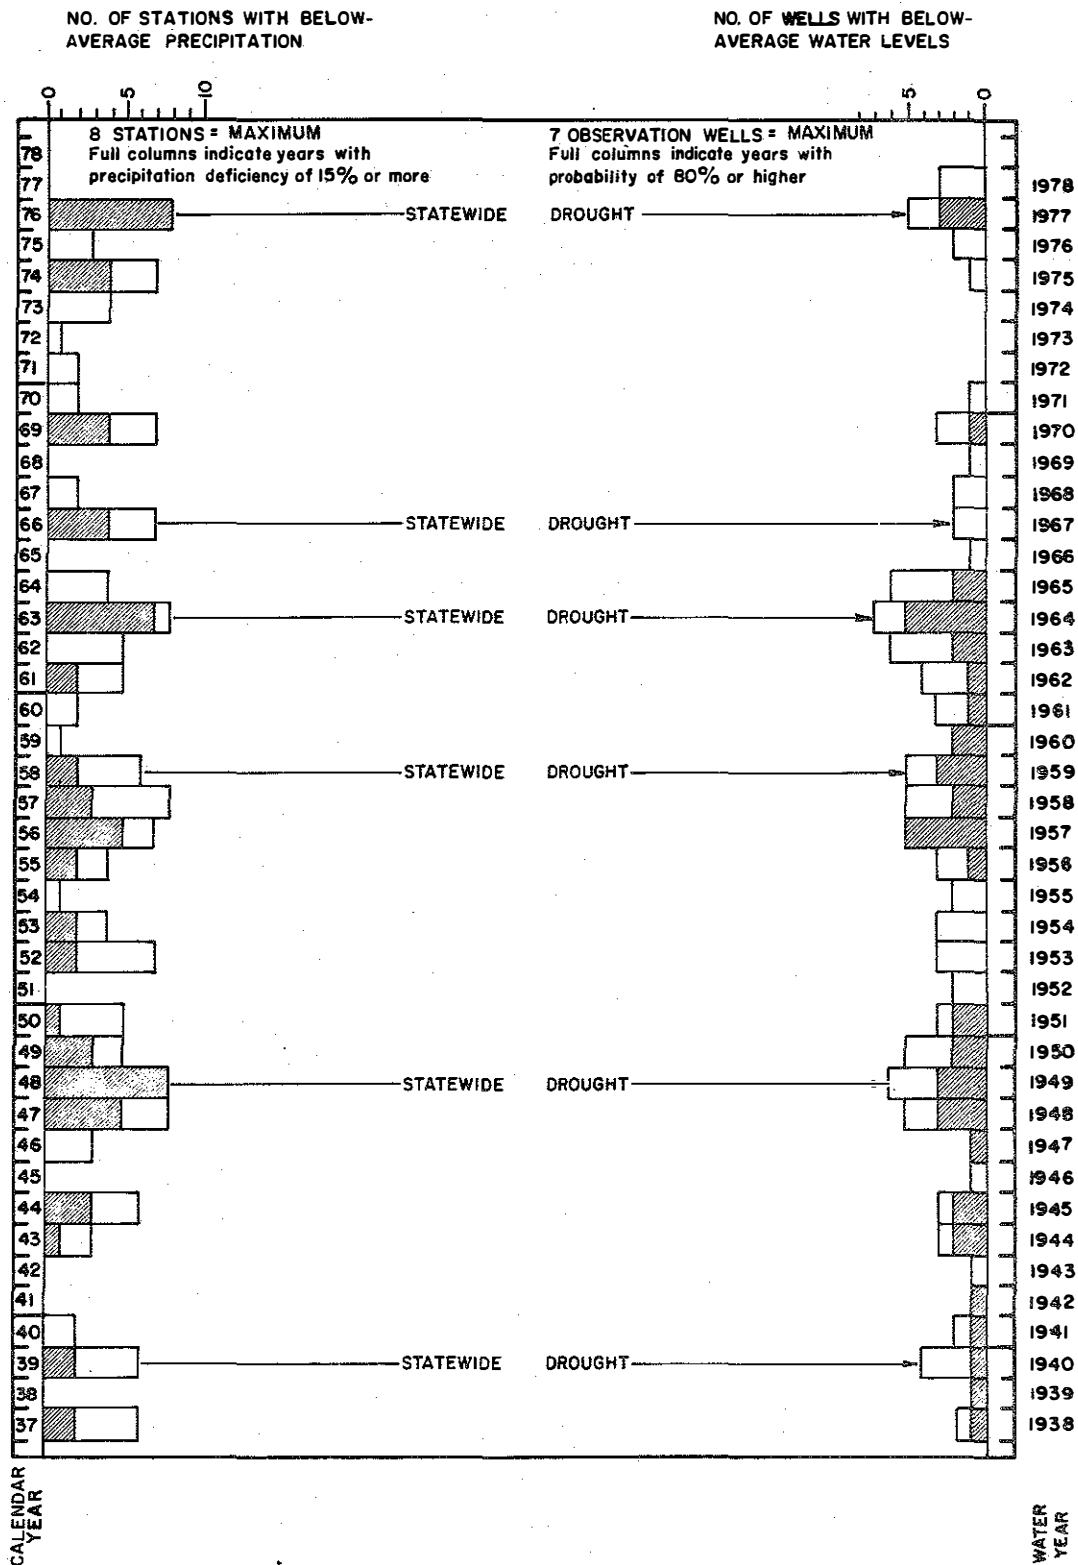 NO. OF STATIONS WITH BELOW-
AVERAGE PRECIPITATION
NO. OF WELLS WITH BELOW-
AVERAGE WATER LEVELS
0 5 10
5 0
8 STATIONS = MAXIMUM
Full columns indicate years with
precipitation deficiency of 15% or more
7 OBSERVATION WELLS = MAXIMUM
Full columns indicate years with
probability of 80% or higher
78
77 1978
76 STATEWIDE DROUGHT 1977
75 1976
74 1975
73 1974
72 1973
71 1972
70 1971
69 1970
68 1969
67 1968
66 STATEWIDE DROUGHT 1967
65 1966
64 1965
63 STATEWIDE DROUGHT 1964
62 1963
61 1962
60 1961
59 1960
58 STATEWIDE DROUGHT 1959
57 1958
56 1957
55 1956
54 1955
53 1954
52 1953
51 1952
50 1951
49 1950
48 STATEWIDE DROUGHT 1949
47 1948
46 1947
45 1946
44 1945
43 1944
42 1943
41 1942
40 1941
39 STATEWIDE DROUGHT 1940
38 1939
37 1938
CALENDAR
YEAR
WATER
YEAR